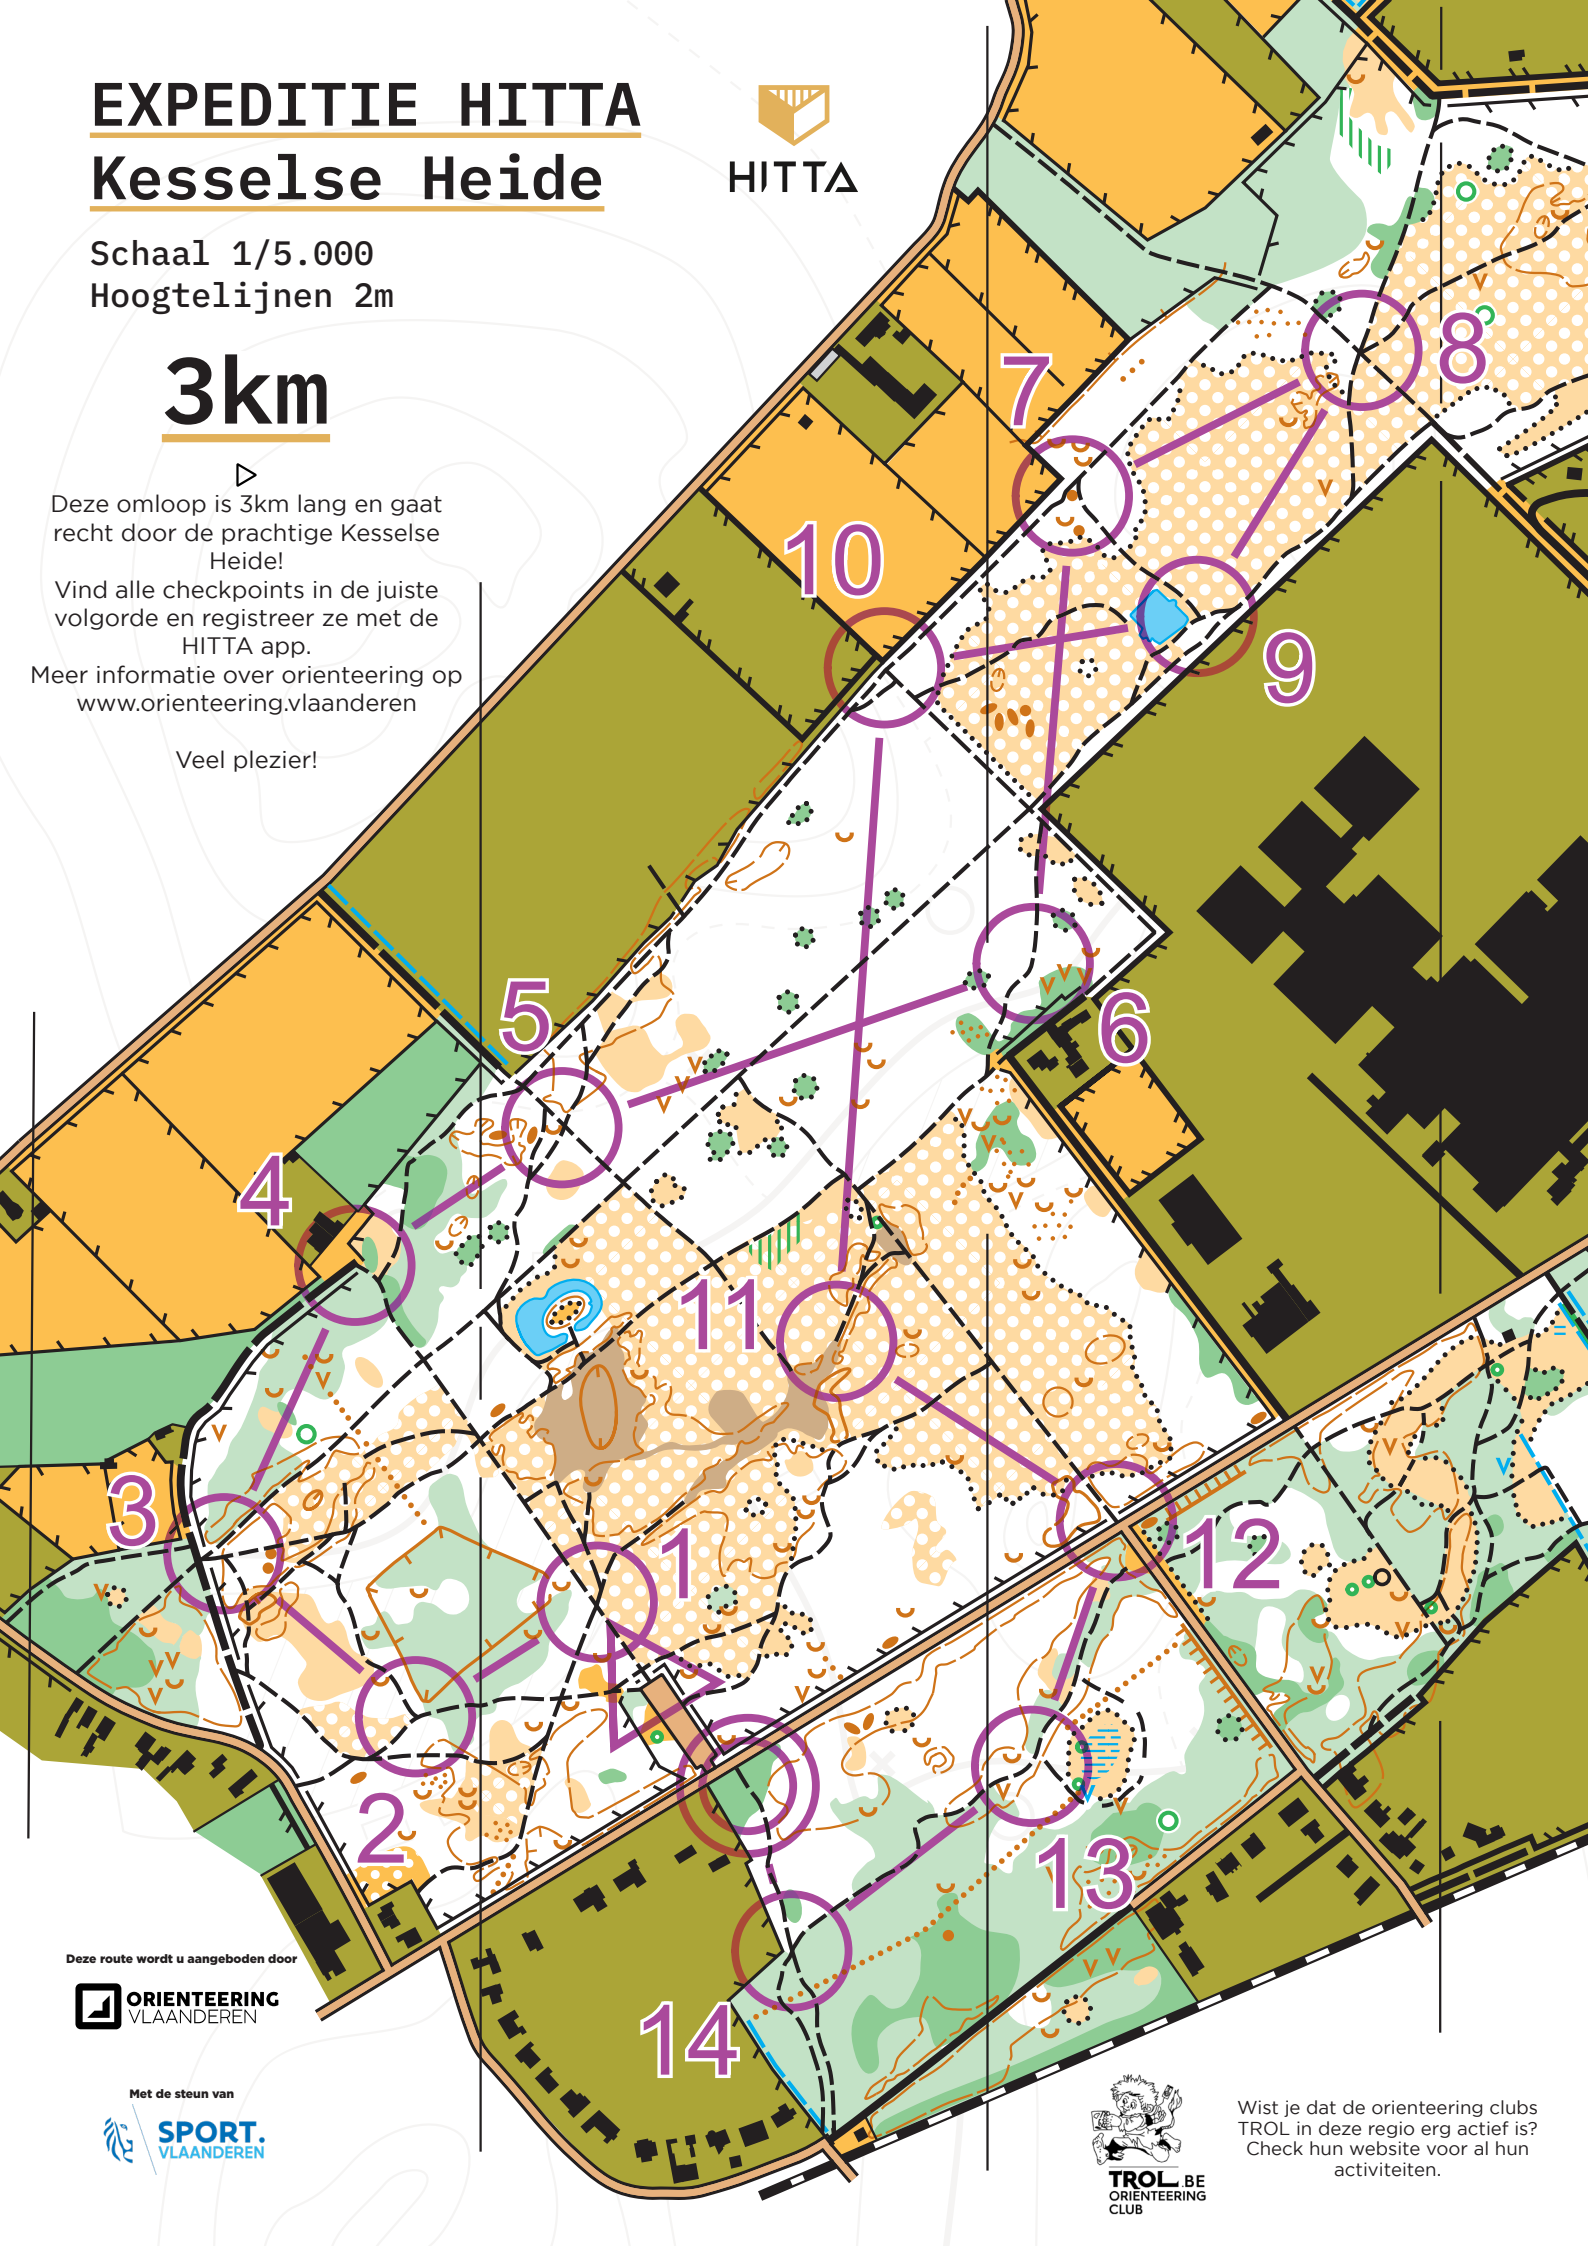 EXPEDITIE HITTA
Kesselse Heide
Schaal 1/5.000
Hoogtelijnen 2m
3km
HITTA
Deze omloop is 3km lang en gaat
recht door de prachtige Kesselse
Heide!
Vind alle checkpoints in de juiste
volgorde en registreer ze met de
HITTA app.
Meer informatie over orienteering op
www.orienteering.vlaanderen
Veel plezier!
8
7
10
9
5
6
4
11
3
1
12
2
13
14
Deze route wordt u aangeboden door
ORIENTEERING
VLAANDEREN
Met de steun van
SPORT.
VLAANDEREN
TROL.BE
ORIENTEERING
CLUB
Wist je dat de orienteering clubs
TROL in deze regio erg actief is?
Check hun website voor al hun
activiteiten.